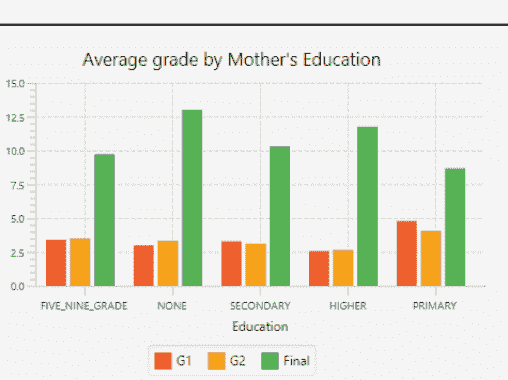 Average grade by Mother's Education
15.0
12.5
10.0
7.5
5.0
2.5
0.0
FIVE_NINE_GRADE NONE SECONDARY HIGHER PRIMARY
Education
G1 G2 Final